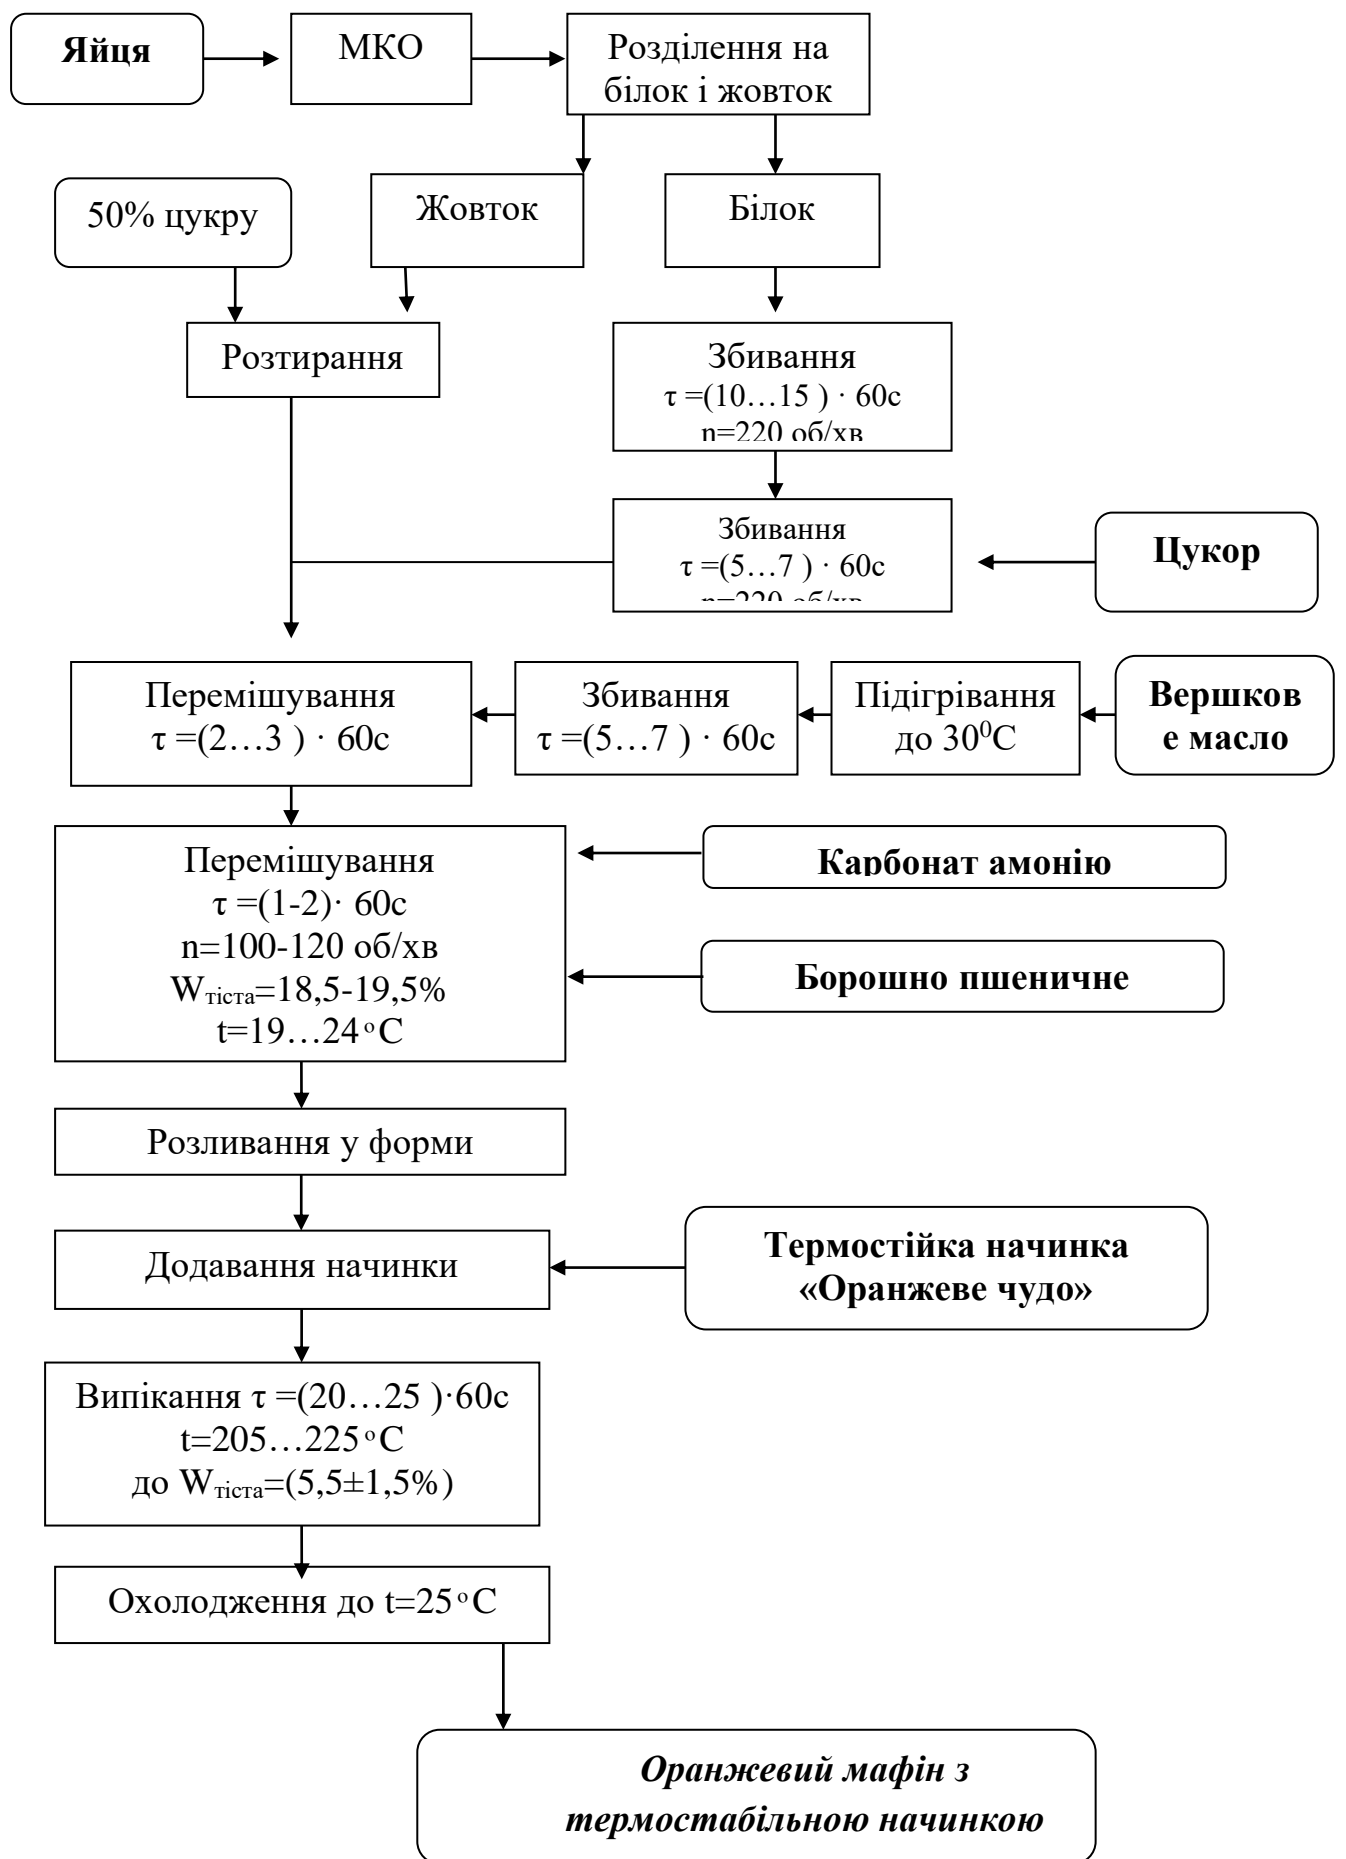 Яйця
МКО
Розділення на
білок і жовток
50% цукру
Жовток
Білок
Розтирання
Збивання
τ =(10…15 ) · 60с
n=220 об/хв
Збивання
τ =(5…7 ) · 60с
n=220 об/хв
Цукор
Перемішування
τ =(2…3 ) · 60с
Збивання
τ =(5…7 ) · 60с
Підігрівання
до 30⁰С
Вершков
е масло
Перемішування
τ =(1-2)· 60с
n=100-120 об/хв
Wтіста=18,5-19,5%
t=19…24°С
Карбонат амонію
Борошно пшеничне
Розливання у форми
Додавання начинки
Термостійка начинка
«Оранжеве чудо»
Випікання τ =(20…25 )·60с
t=205…225°С
до Wтіста=(5,5±1,5%)
Охолодження до t=25°С
Оранжевий мафін з
термостабільною начинкою